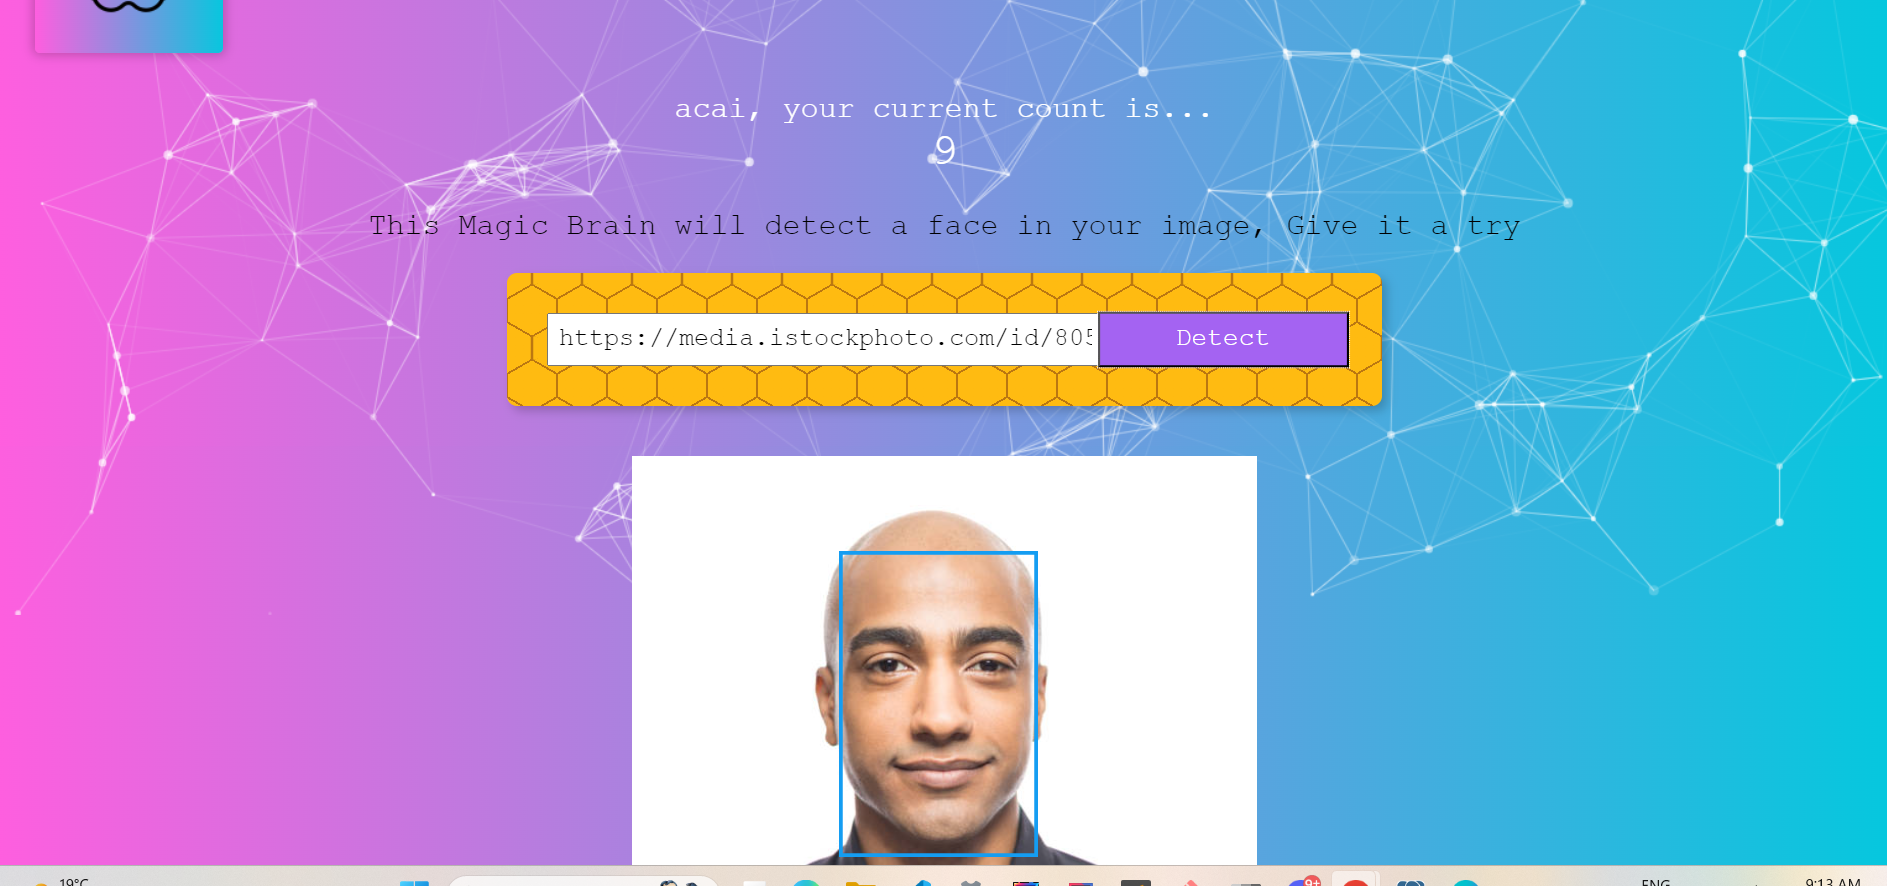 acai, your current count is...
9
This Magic Brain will detect a face in your image, Give it a try
https://media.istockphoto.com/id/805
Detect
19°C
9+
ENG
9:13 AM